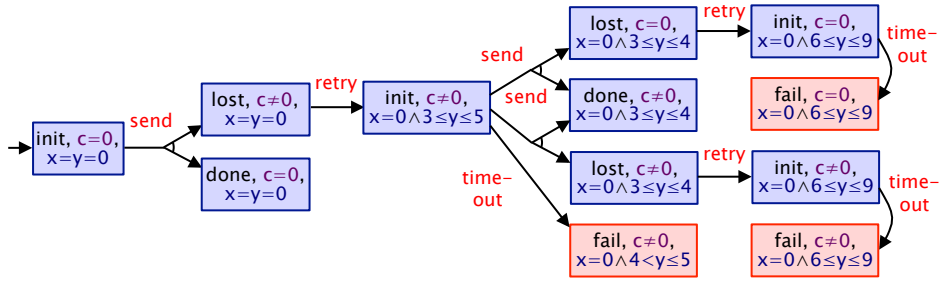 init, c=0,
x=y=0
send
lost, c≠0,
x=y=0
done, c=0,
x=y=0
retry
init, c≠0,
x=0∧3≤y≤5
send
send
time-
out
lost, c=0,
x=0∧3≤y≤4
done, c≠0,
x=0∧3≤y≤4
lost, c≠0,
x=0∧3≤y≤4
fail, c≠0,
x=0∧4<y≤5
retry
init, c=0,
x=0∧6≤y≤9
time-
out
fail, c=0,
x=0∧6≤y≤9
retry
init, c≠0,
x=0∧6≤y≤9
time-
out
fail, c≠0,
x=0∧6≤y≤9